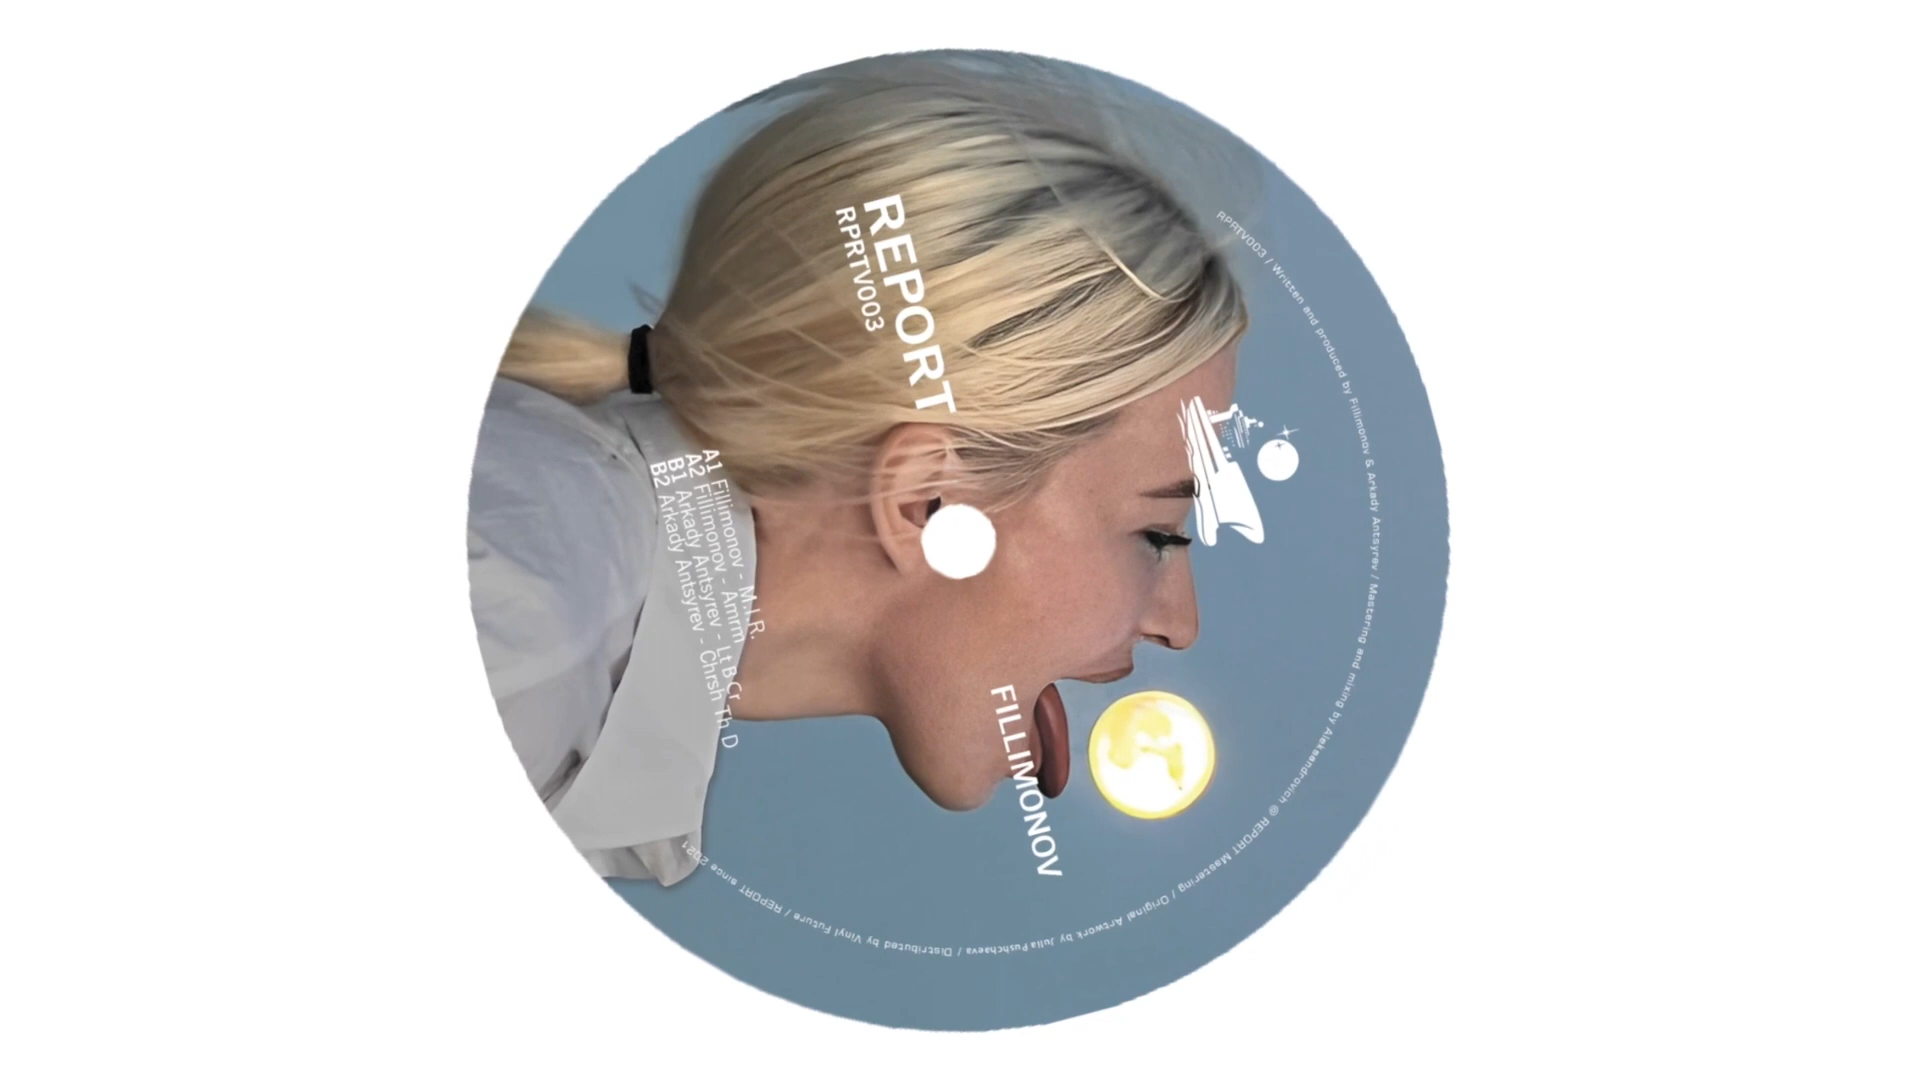 REPORT
RPRTV003
A1 Fillimonov - M.I.R.
A2 Fillimonov - Amrm
B1 Arkady Antsyrev - Lt B Cr
B2 Arkady Antsyrev - Chrsh Th D
FILLIMONOV
RPRTV003 / Written and produced by Fillimonov & Arkady Antsyrev / Mastering and mixing by Aleksandrovich @ REPORT Mastering / Original Artwork by Julia Pushchaeva / Distributed by Vinyl Future / REPORT since 2021